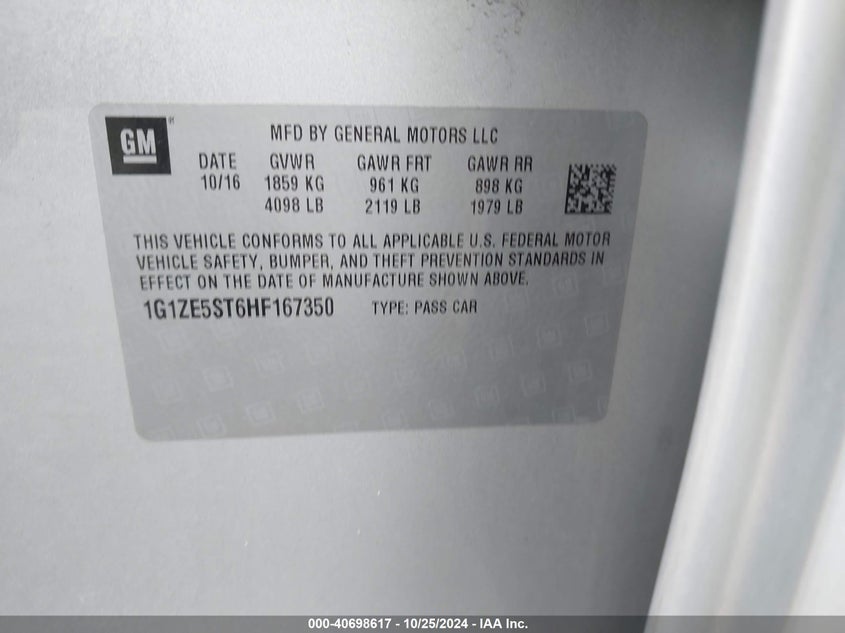 GM
MFD BY GENERAL MOTORS LLC
DATE GVWR GAWR FRT GAWR RR
10/16 1859 KG 961 KG 898 KG
4098 LB 2119 LB 1979 LB
THIS VEHICLE CONFORMS TO ALL APPLICABLE U.S. FEDERAL MOTOR
VEHICLE SAFETY, BUMPER, AND THEFT PREVENTION STANDARDS IN
EFFECT ON THE DATE OF MANUFACTURE SHOWN ABOVE.
1G1ZE5ST6HF167350 TYPE: PASS CAR
000-40698617 - 10/25/2024 - IAA Inc.